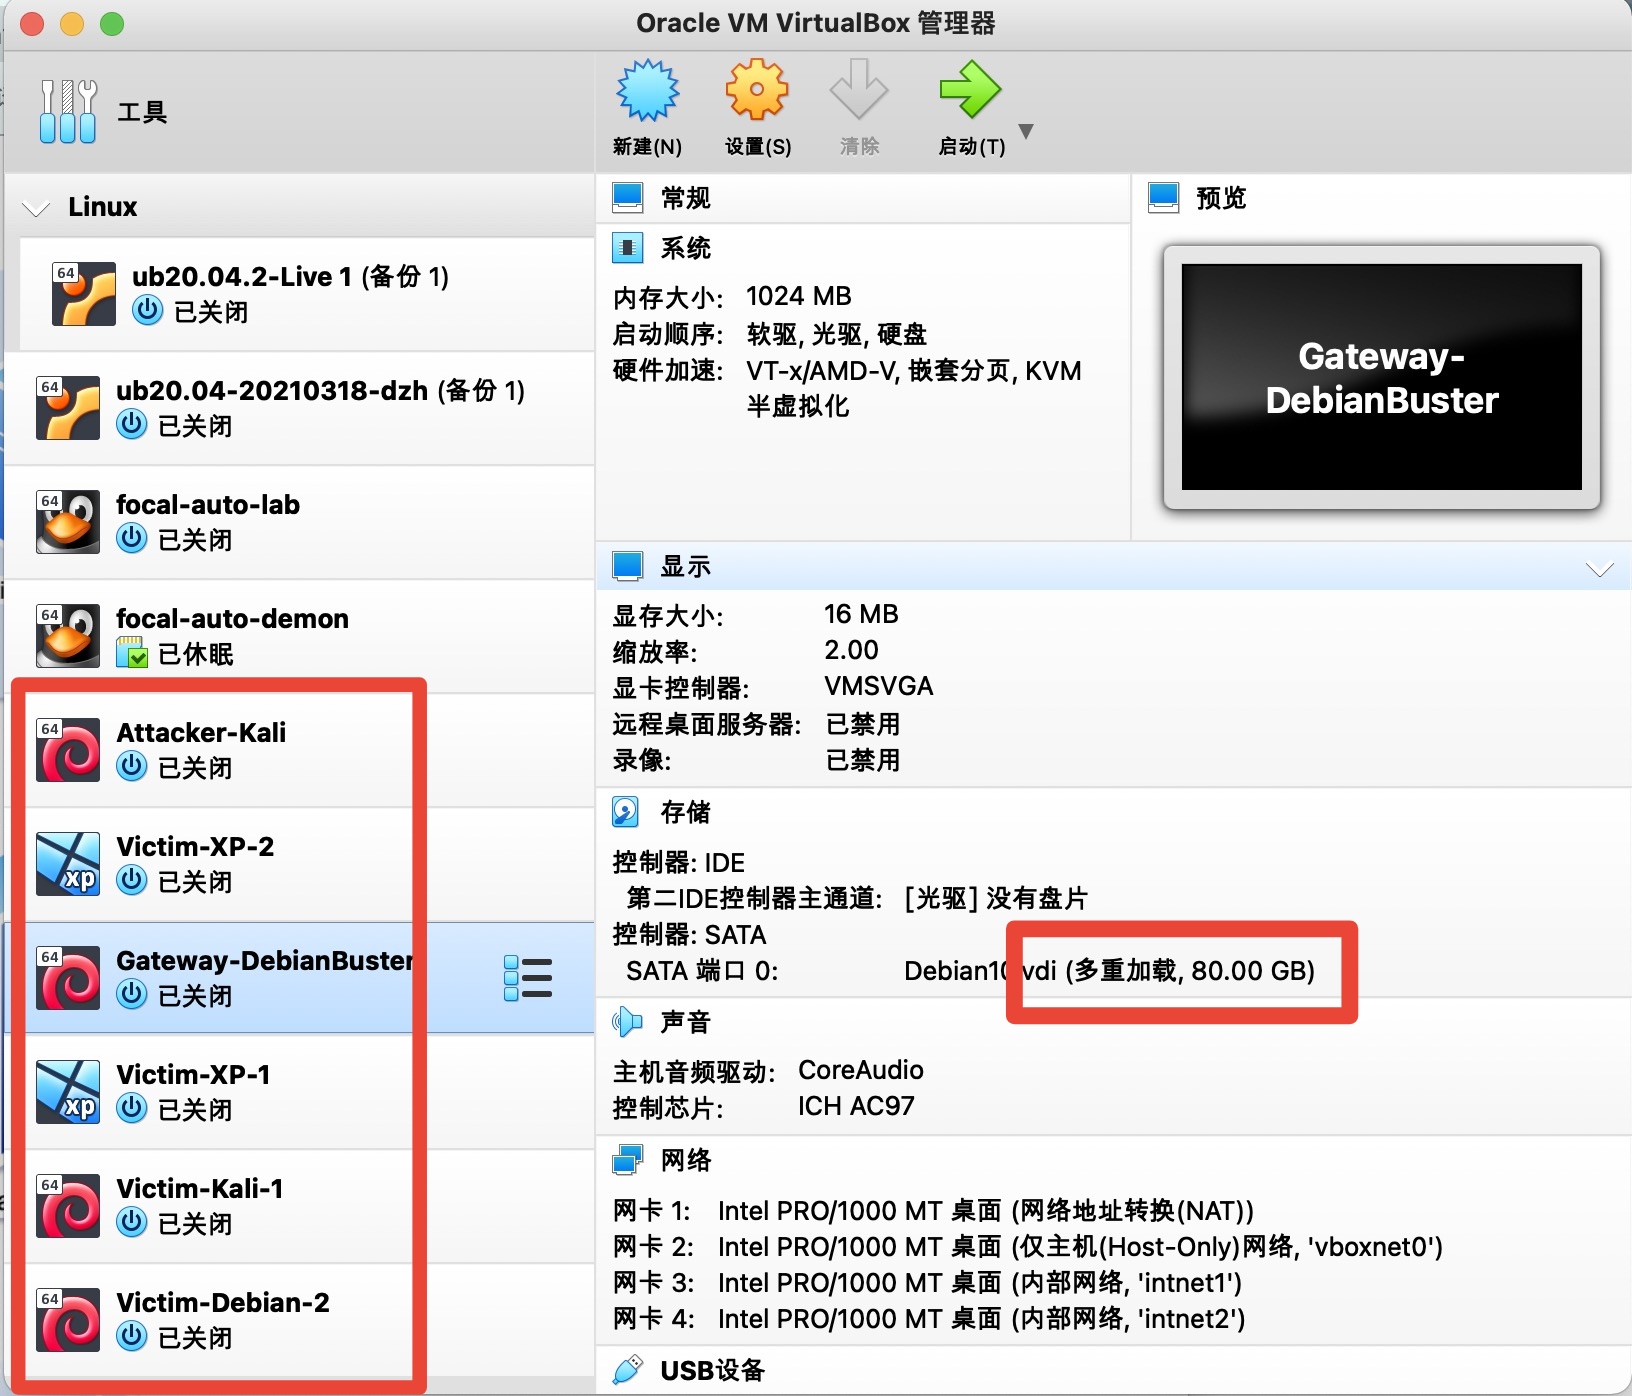 Oracle VM VirtualBox 管理器
工具
新建(N)
设置(S)
清除
启动(T)
Linux
64
ub20.04.2-Live 1 (备份 1)
已关闭
64
ub20.04-20210318-dzh (备份 1)
已关闭
64
focal-auto-lab
已关闭
64
focal-auto-demon
已休眠
64
Attacker-Kali
已关闭
xp
Victim-XP-2
已关闭
64
Gateway-DebianBuster
已关闭
xp
Victim-XP-1
已关闭
64
Victim-Kali-1
已关闭
64
Victim-Debian-2
已关闭
常规
系统
内存大小: 1024 MB
启动顺序: 软驱, 光驱, 硬盘
硬件加速: VT-x/AMD-V, 嵌套分页, KVM
半虚拟化
预览
Gateway-
DebianBuster
显示
显存大小: 16 MB
缩放率: 2.00
显卡控制器: VMSVGA
远程桌面服务器: 已禁用
录像: 已禁用
存储
控制器: IDE
第二IDE控制器主通道: [光驱] 没有盘片
控制器: SATA
SATA 端口 0: Debian10.vdi (多重加载, 80.00 GB)
声音
主机音频驱动: CoreAudio
控制芯片: ICH AC97
网络
网卡 1: Intel PRO/1000 MT 桌面 (网络地址转换(NAT))
网卡 2: Intel PRO/1000 MT 桌面 (仅主机(Host-Only)网络, 'vboxnet0')
网卡 3: Intel PRO/1000 MT 桌面 (内部网络, 'intnet1')
网卡 4: Intel PRO/1000 MT 桌面 (内部网络, 'intnet2')
USB设备